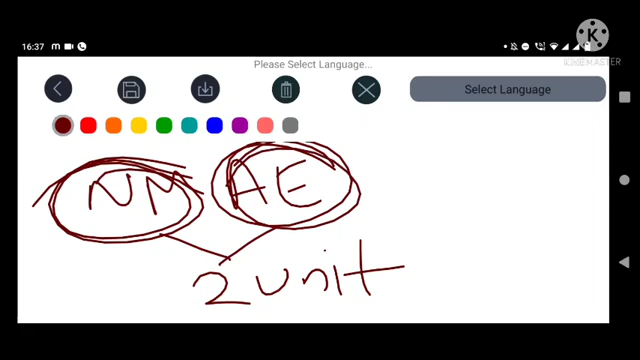 16:37
KINEMASTER
Please Select Language...
Select Language
NM AE
2 unit